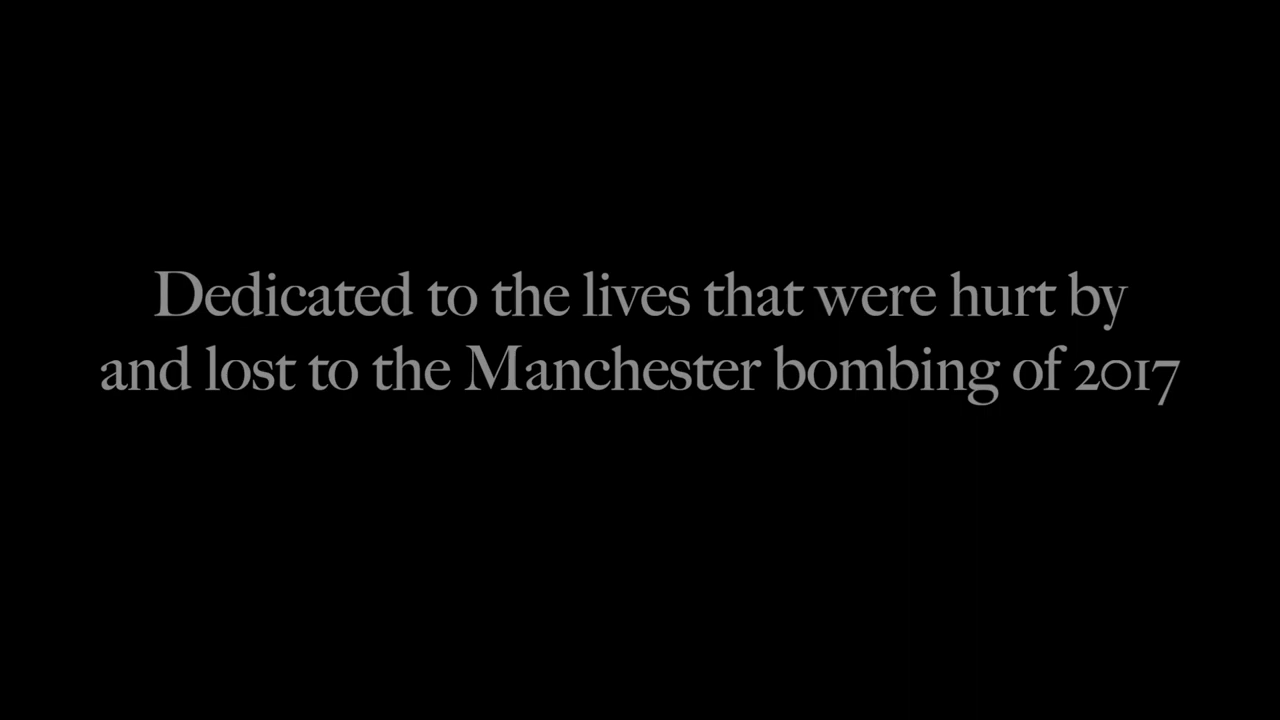 Dedicated to the lives that were hurt by
and lost to the Manchester bombing of 2017